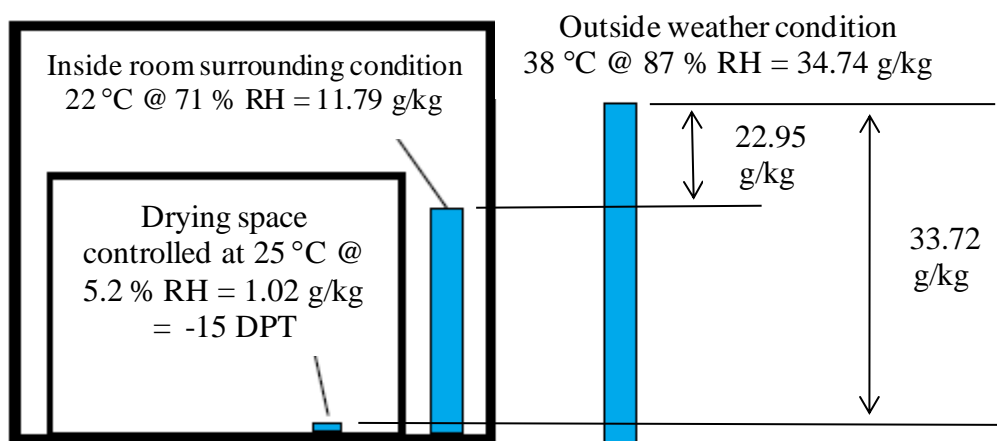 Inside room surrounding condition
22 °C @ 71 % RH = 11.79 g/kg
Drying space
controlled at 25 °C @
5.2 % RH = 1.02 g/kg
= -15 DPT
Outside weather condition
38 °C @ 87 % RH = 34.74 g/kg
22.95
g/kg
33.72
g/kg